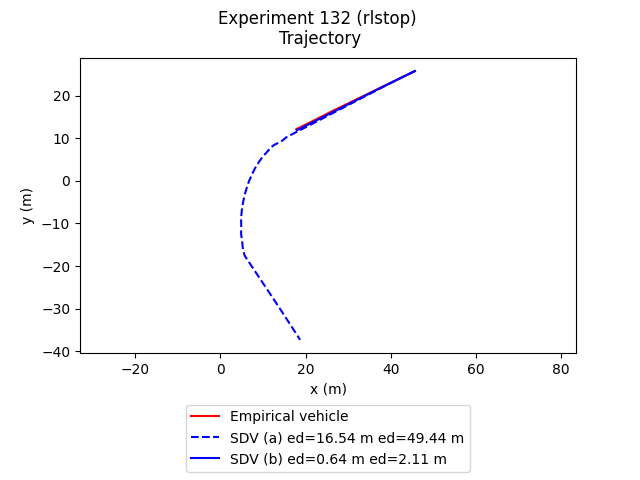 Experiment 132 (rlstop)
Trajectory
20
10
0
−10
−20
−30
−40
y (m)
−20 0 20 40 60 80
x (m)
Empirical vehicle
SDV (a) ed=16.54 m ed=49.44 m
SDV (b) ed=0.64 m ed=2.11 m